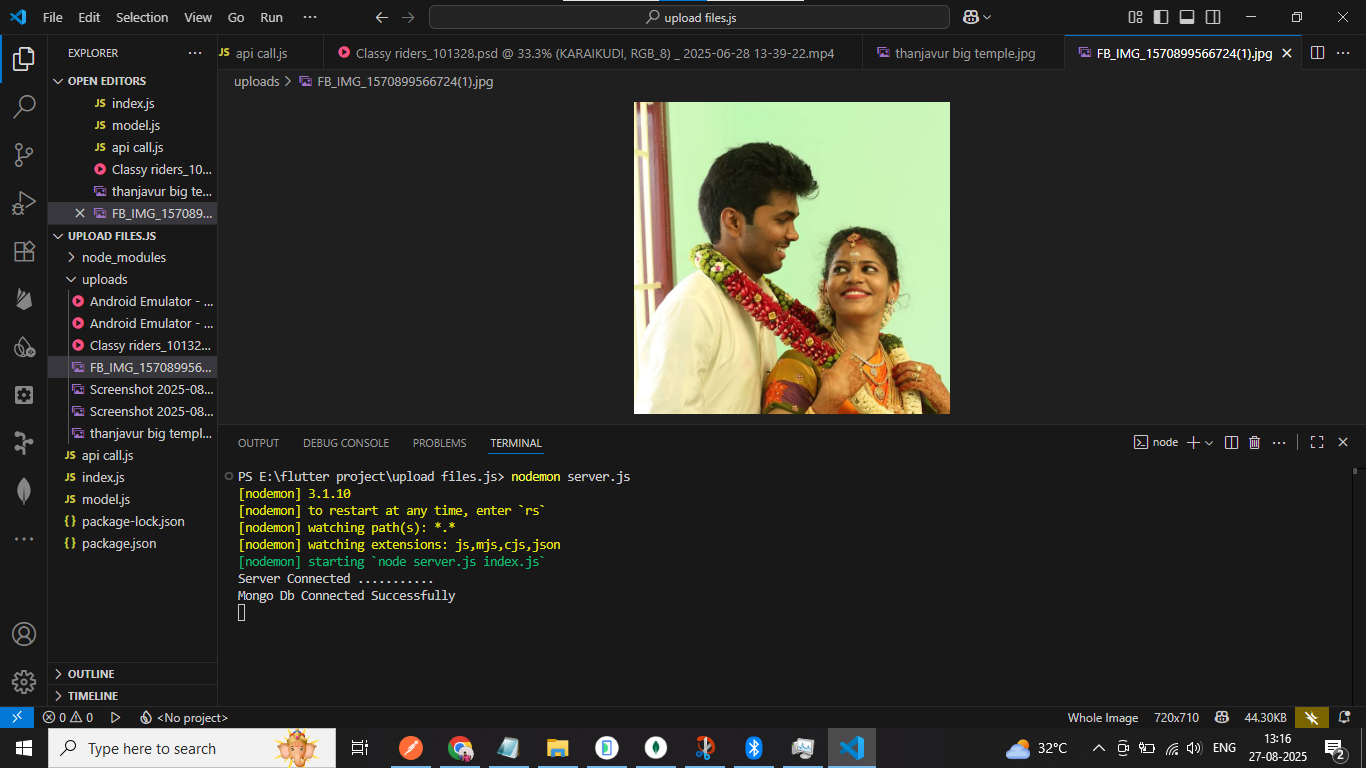 File Edit Selection View Go Run ··· upload files.js
EXPLORER ···
OPEN EDITORS
index.js
model.js
api call.js
Classy riders_10...
thanjavur big te...
FB_IMG_157089...
UPLOAD FILES.JS
node_modules
uploads
Android Emulator - ...
Android Emulator - ...
Classy riders_10132...
FB_IMG_157089956...
Screenshot 2025-08...
Screenshot 2025-08...
thanjavur big templ...
JS api call.js
JS index.js
JS model.js
{} package-lock.json
{} package.json
OUTLINE
TIMELINE
JS api call.js Classy riders_101328.psd @ 33.3% (KARAIKUDI, RGB_8) _ 2025-06-28 13-39-22.mp4 thanjavur big temple.jpg FB_IMG_1570899566724(1).jpg
uploads > FB_IMG_1570899566724(1).jpg
OUTPUT DEBUG CONSOLE PROBLEMS TERMINAL node
PS E:\flutter project\upload files.js> nodemon server.js
[nodemon] 3.1.10
[nodemon] to restart at any time, enter `rs`
[nodemon] watching path(s): *.*
[nodemon] watching extensions: js,mjs,cjs,json
[nodemon] starting `node server.js index.js`
Server Connected ...........
Mongo Db Connected Successfully
0 0 <No project> Whole Image 720x710 44.30KB
Type here to search 32°C ENG 13:16
27-08-2025 2